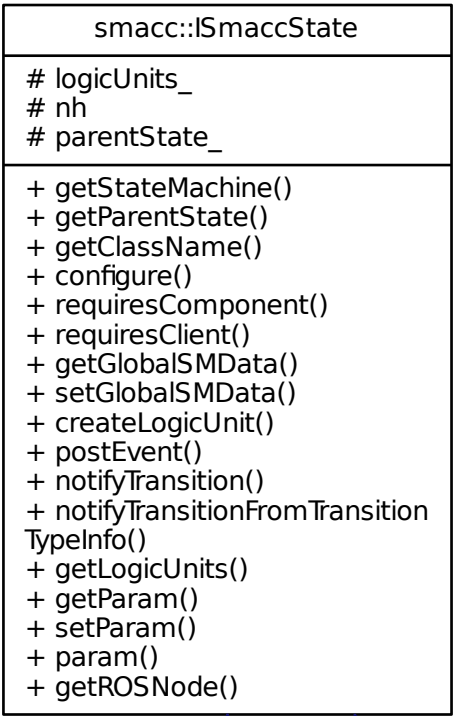 smacc::ISmaccState
# logicUnits_
# nh
# parentState_
+ getStateMachine()
+ getParentState()
+ getClassName()
+ configure()
+ requiresComponent()
+ requiresClient()
+ getGlobalSMData()
+ setGlobalSMData()
+ createLogicUnit()
+ postEvent()
+ notifyTransition()
+ notifyTransitionFromTransition
TypeInfo()
+ getLogicUnits()
+ getParam()
+ setParam()
+ param()
+ getROSNode()